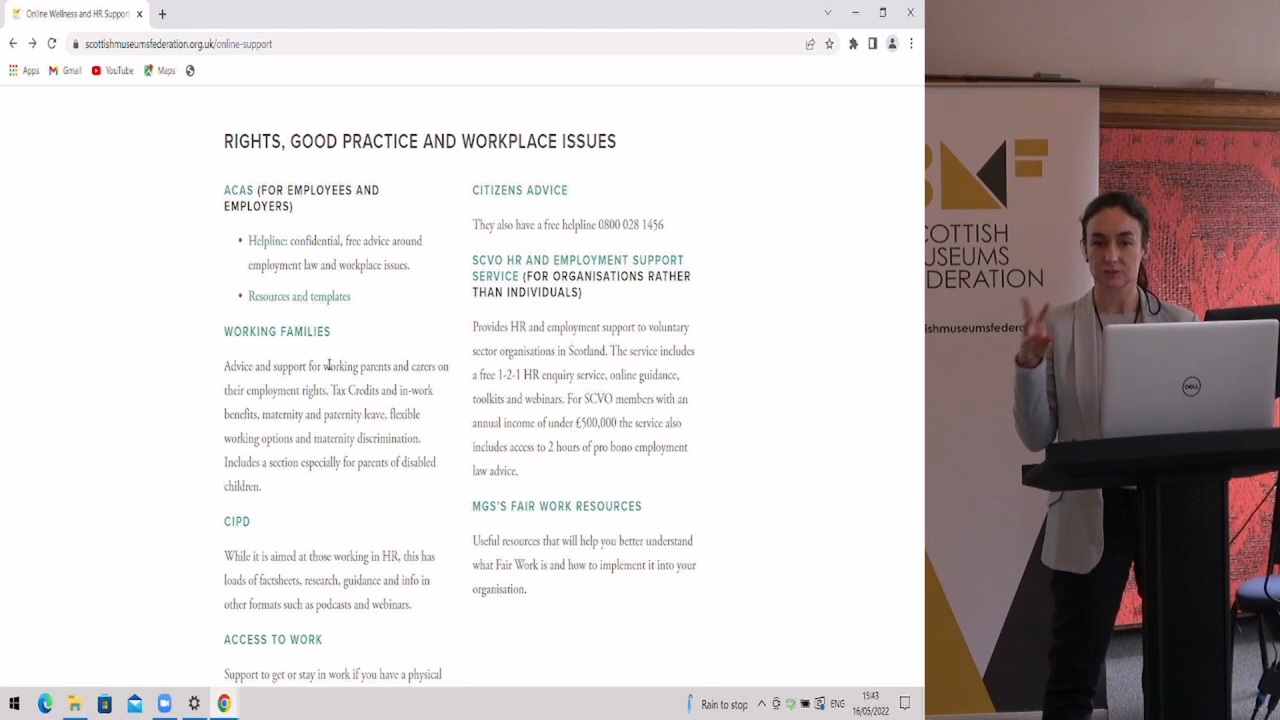 Online Wellness and HR Support
scottishmuseumsfederation.org.uk/online-support
Apps
Gmail
YouTube
Maps
RIGHTS, GOOD PRACTICE AND WORKPLACE ISSUES
ACAS (FOR EMPLOYEES AND
EMPLOYERS)
• Helpline: confidential, free advice around
employment law and workplace issues.
• Resources and templates
WORKING FAMILIES
Advice and support for working parents and carers on
their employment rights, Tax Credits and in-work
benefits, maternity and paternity leave, flexible
working options and maternity discrimination.
Includes a section especially for parents of disabled
children.
CIPD
While it is aimed at those working in HR, this has
loads of factsheets, research, guidance and info in
other formats such as podcasts and webinars.
ACCESS TO WORK
Support to get or stay in work if you have a physical
CITIZENS ADVICE
They also have a free helpline 0800 028 1456
SCVO HR AND EMPLOYMENT SUPPORT
SERVICE (FOR ORGANISATIONS RATHER
THAN INDIVIDUALS)
Provides HR and employment support to voluntary
sector organisations in Scotland. The service includes
a free 1-2-1 HR enquiry service, online guidance,
toolkits and webinars. For SCVO members with an
annual income of under £500,000 the service also
includes access to 2 hours of pro bono employment
law advice.
MGS'S FAIR WORK RESOURCES
Useful resources that will help you better understand
what Fair Work is and how to implement it into your
organisation.
Rain to stop
ENG
15:43
16/05/2022
BMF
COTTISH
USEUMS
EDERATION
ishmuseumsfedera
DELL